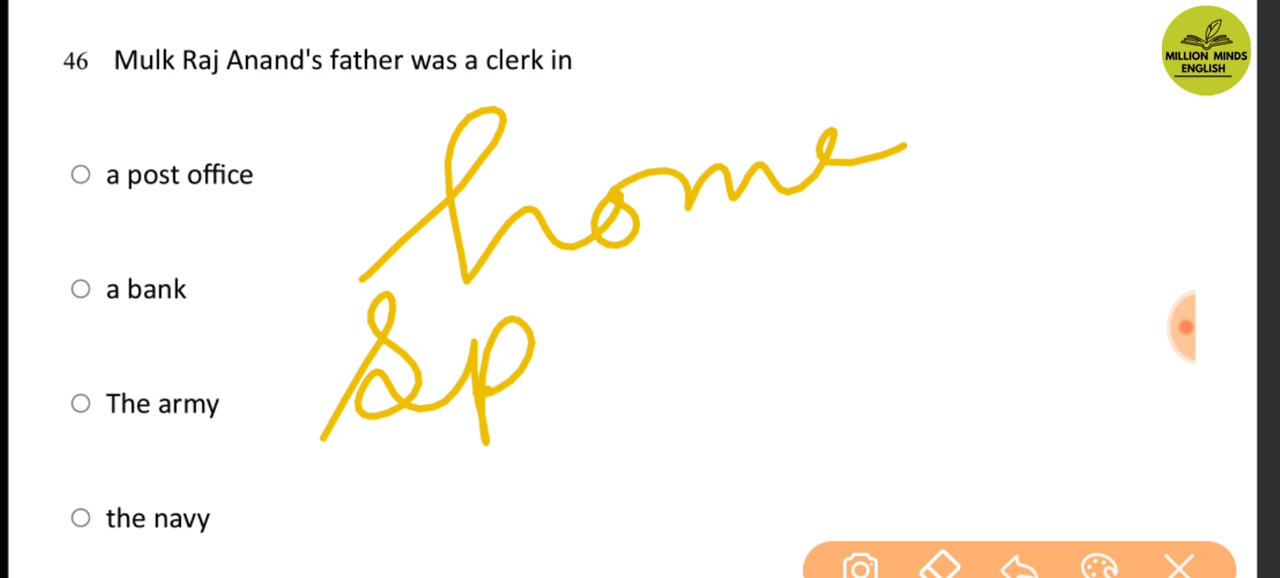 46 Mulk Raj Anand's father was a clerk in
MILLION MINDS
ENGLISH
home
a post office
a bank
Sp
The army
the navy